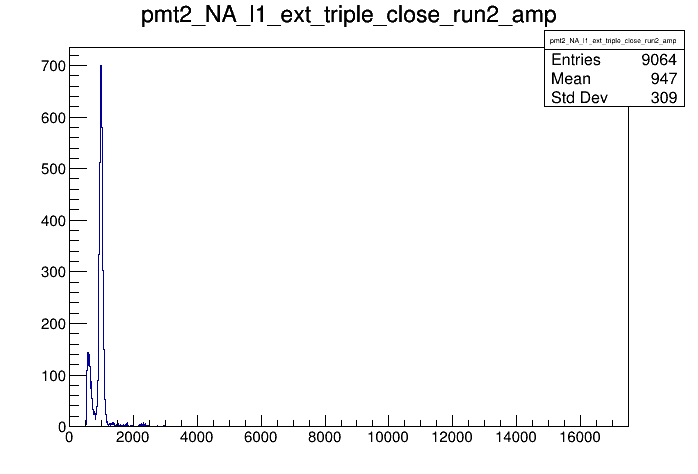 pmt2_NA_l1_ext_triple_close_run2_amp
pmt2_NA_l1_ext_triple_close_run2_amp
Entries 9064
Mean 947
Std Dev 309
700
600
500
400
300
200
100
0
0 2000 4000 6000 8000 10000 12000 14000 16000